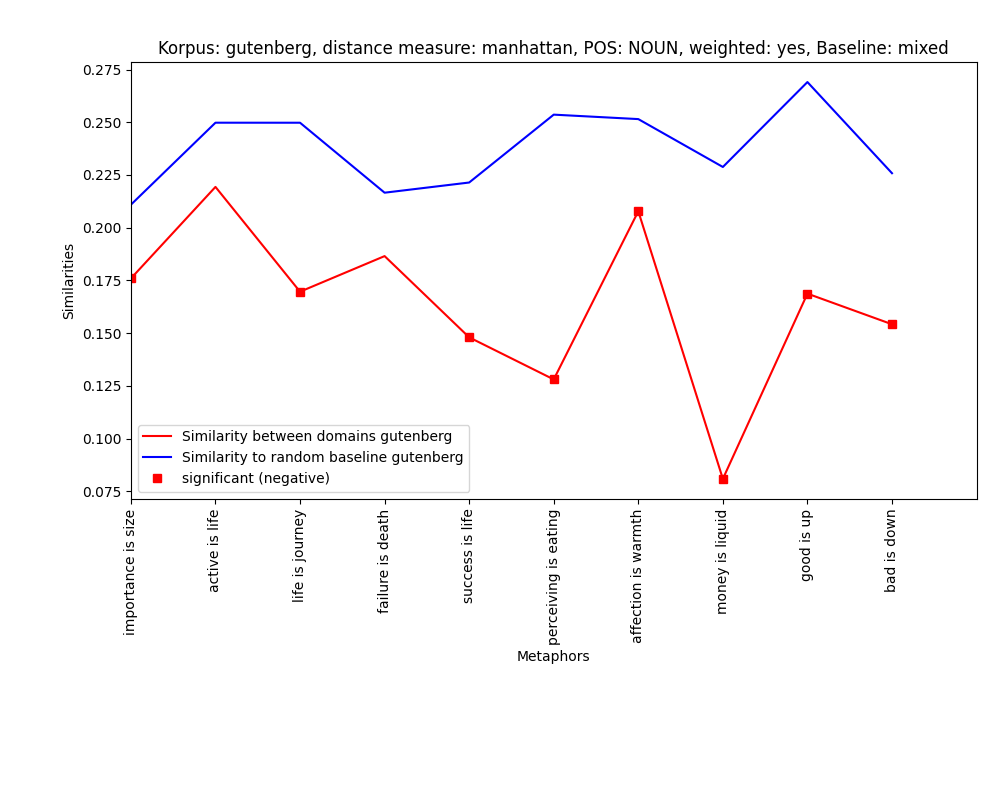 Korpus: gutenberg, distance measure: manhattan, POS: NOUN, weighted: yes, Baseline: mixed
0.275
0.250
0.225
0.200
0.175
0.150
0.125
0.100
0.075
Similarities
Similarity between domains gutenberg
Similarity to random baseline gutenberg
significant (negative)
importance is size
active is life
life is journey
failure is death
success is life
perceiving is eating
affection is warmth
money is liquid
good is up
bad is down
Metaphors